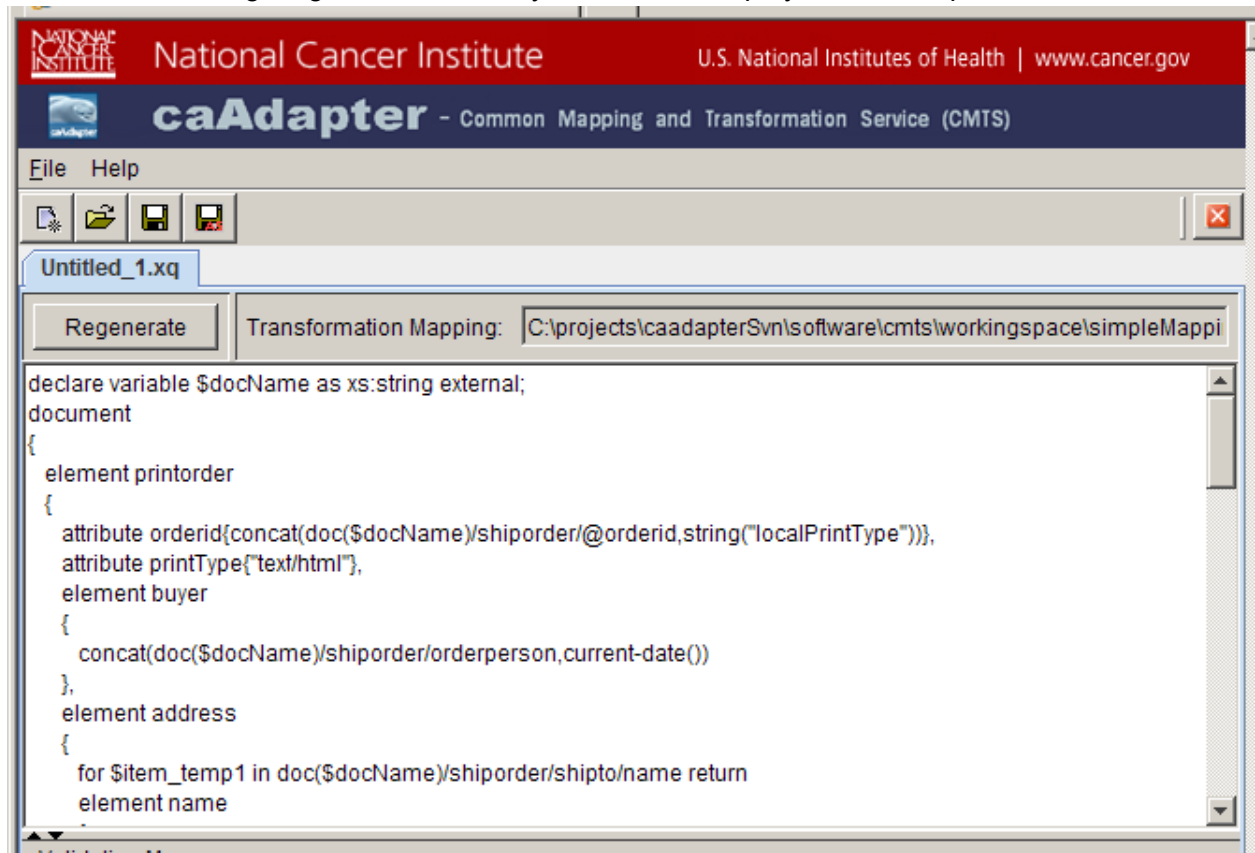 NATIONAL
CANCER
INSTITUTE
National Cancer Institute
U.S. National Institutes of Health | www.cancer.gov
caAdapter
caAdapter - Common Mapping and Transformation Service (CMTS)
File Help
Untitled_1.xq
Regenerate
Transformation Mapping: C:\projects\caadapterSvn\software\cmts\workingspace\simpleMappi
declare variable $docName as xs:string external;
document
{
element printorder
{
attribute orderid{concat(doc($docName)/shiporder/@orderid,string("localPrintType"))},
attribute printType{"text/html"},
element buyer
{
concat(doc($docName)/shiporder/orderperson,current-date())
},
element address
{
for $item_temp1 in doc($docName)/shiporder/shipto/name return
element name